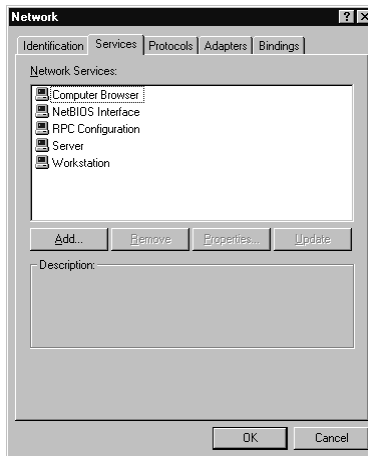 Network
Identification Services Protocols Adapters Bindings
Network Services:
Computer Browser
NetBIOS Interface
RPC Configuration
Server
Workstation
Add... Remove Properties... Update
Description:
OK Cancel